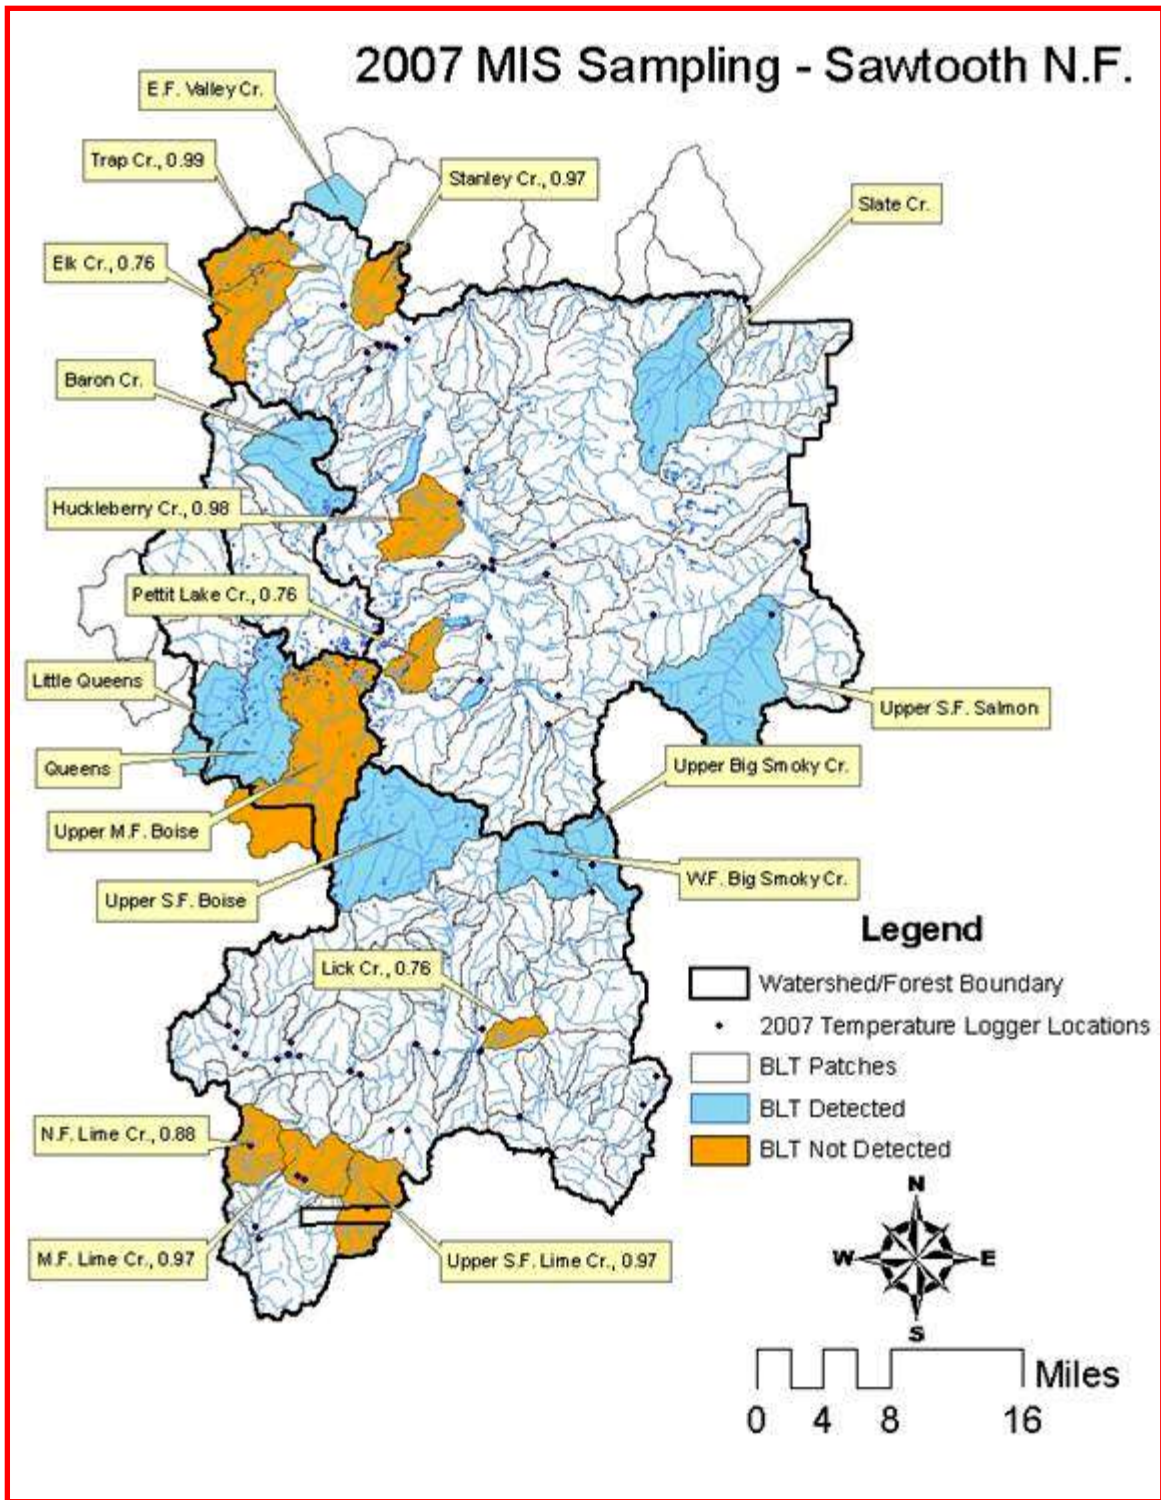 2007 MIS Sampling - Sawtooth N.F.
E.F. Valley Cr.
Trap Cr., 0.99
Stanley Cr., 0.97
Slate Cr.
Elk Cr., 0.76
Baron Cr.
Huckleberry Cr., 0.98
Pettit Lake Cr., 0.76
Little Queens
Upper S.F. Salmon
Queens
Upper Big Smoky Cr.
Upper M.F. Boise
W.F. Big Smoky Cr.
Upper S.F. Boise
Lick Cr., 0.76
N.F. Lime Cr., 0.88
M.F. Lime Cr., 0.97
Upper S.F. Lime Cr., 0.97
Legend
Watershed/Forest Boundary
2007 Temperature Logger Locations
BLT Patches
BLT Detected
BLT Not Detected
N
W E
S
Miles
0 4 8 16